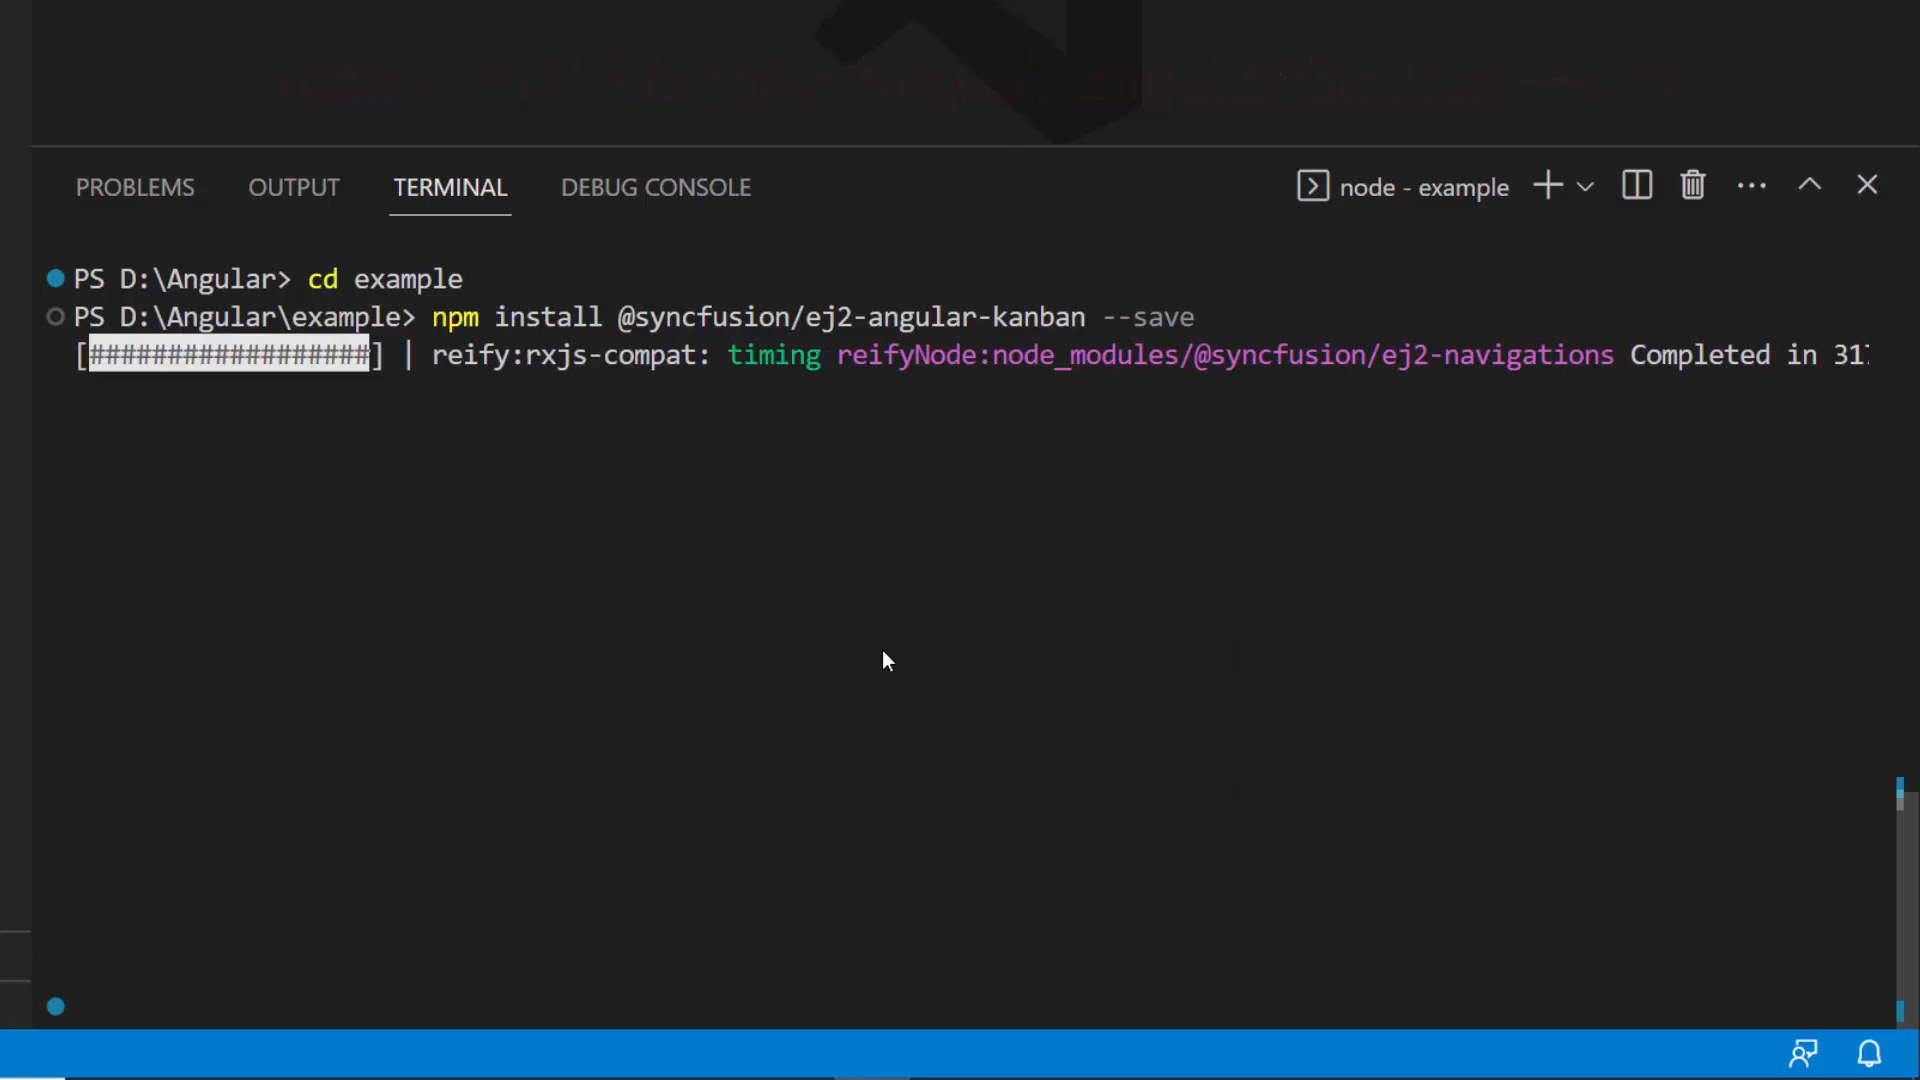 PROBLEMS OUTPUT TERMINAL DEBUG CONSOLE node - example
PS D:\Angular> cd example
PS D:\Angular\example> npm install @syncfusion/ej2-angular-kanban --save
[##################] | reify:rxjs-compat: timing reifyNode:node_modules/@syncfusion/ej2-navigations Completed in 31